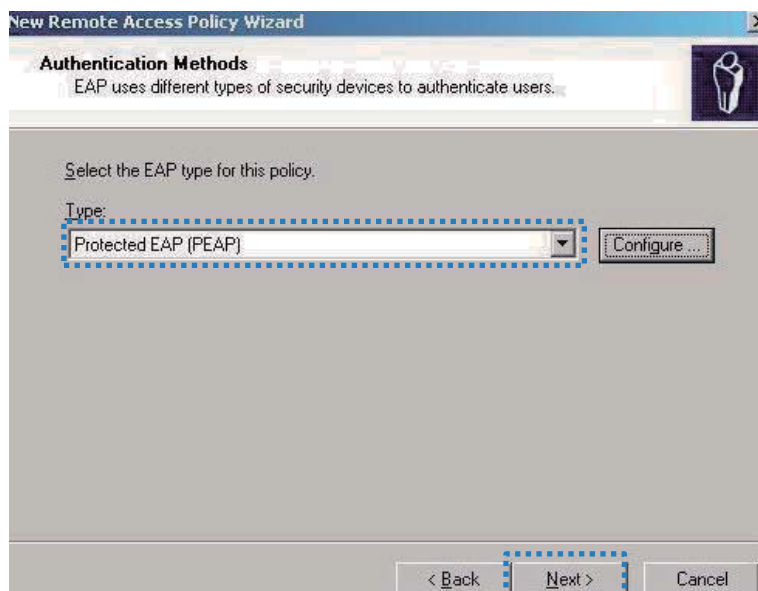 New Remote Access Policy Wizard
Authentication Methods
EAP uses different types of security devices to authenticate users.
Select the EAP type for this policy.
Type:
Protected EAP (PEAP)
Configure ...
< Back
Next >
Cancel